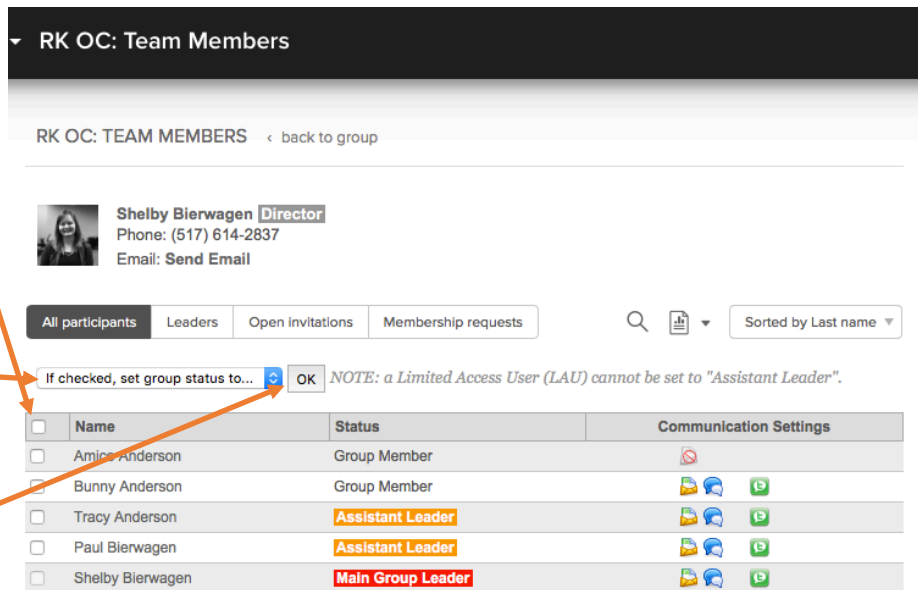 RK OC: Team Members
RK OC: TEAM MEMBERS ‹ back to group
Shelby Bierwagen Director
Phone: (517) 614-2837
Email: Send Email
All participants Leaders Open invitations Membership requests Sorted by Last name
If checked, set group status to... OK NOTE: a Limited Access User (LAU) cannot be set to "Assistant Leader".
Name Status Communication Settings
Amice Anderson Group Member
Bunny Anderson Group Member
Tracy Anderson Assistant Leader
Paul Bierwagen Assistant Leader
Shelby Bierwagen Main Group Leader